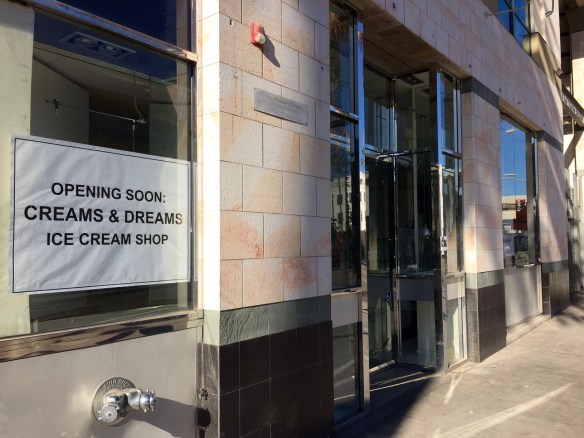 OPENING SOON:
CREAMS & DREAMS
ICE CREAM SHOP